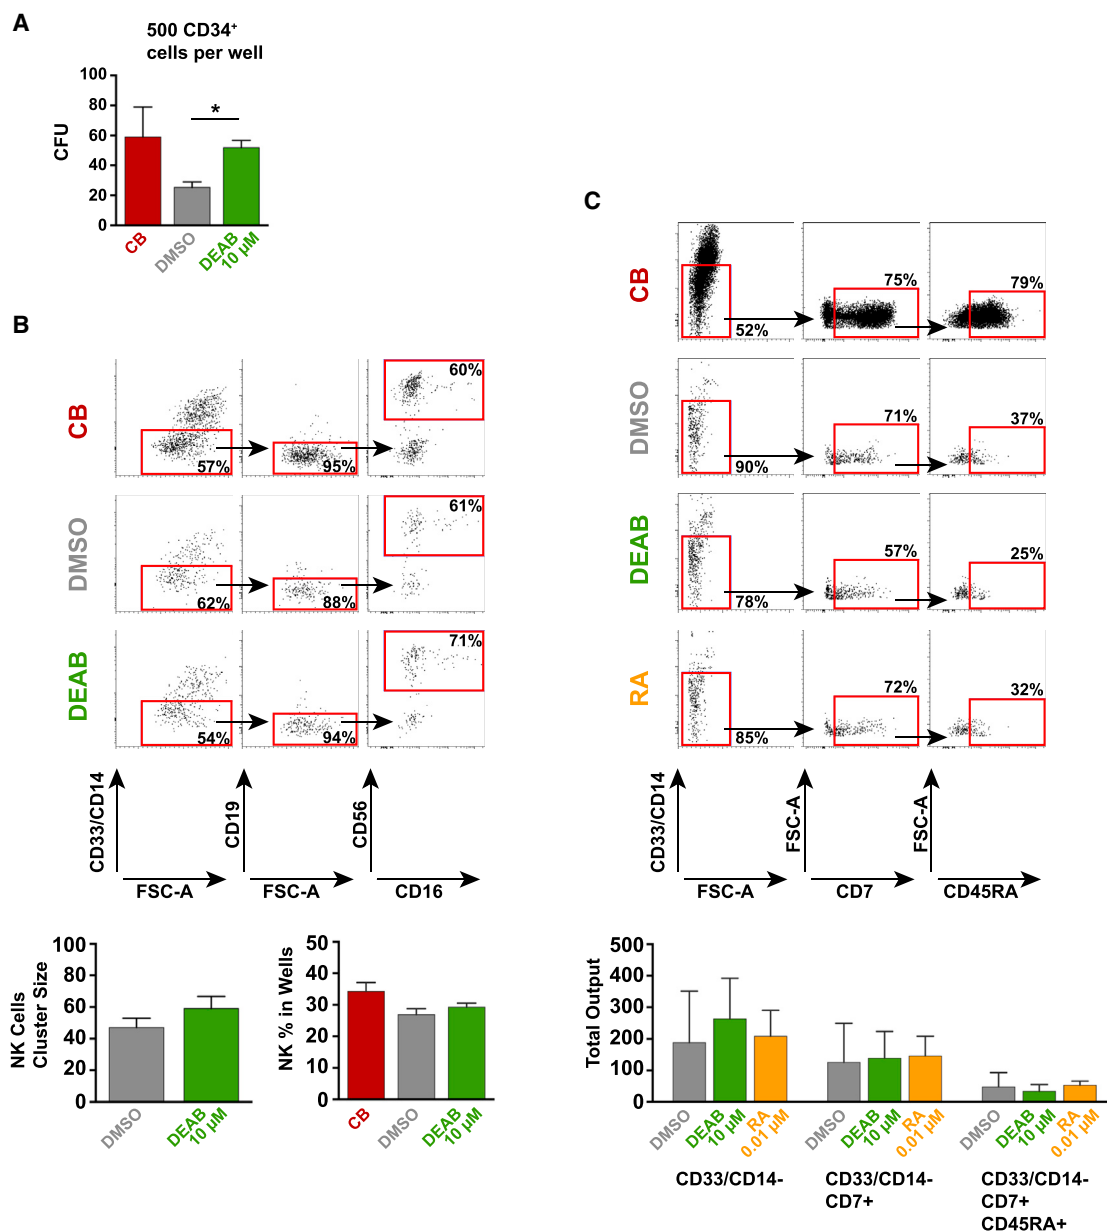 A
500 CD34+
cells per well
100
80
60
40
20
0
CFU
CB
DMSO
DEAB
10 µM
B
CB
57%
95%
60%
DMSO
62%
88%
61%
DEAB
54%
94%
71%
CD33/CD14
FSC-A
CD19
FSC-A
CD56
CD16
NK Cells
Cluster Size
100
80
60
40
20
0
DMSO
DEAB
10 µM
NK % in Wells
50
40
30
20
10
0
CB
DMSO
DEAB
10 µM
C
CB
52%
75%
79%
DMSO
90%
71%
37%
DEAB
78%
57%
25%
RA
85%
72%
32%
CD33/CD14
FSC-A
FSC-A
CD7
FSC-A
CD45RA
Total Output
500
400
300
200
100
0
DMSO
DEAB
10 µM
RA
0.01 µM
DMSO
DEAB
10 µM
RA
0.01 µM
DMSO
DEAB
10 µM
RA
0.01 µM
CD33/CD14-
CD33/CD14-
CD7+
CD33/CD14-
CD7+
CD45RA+